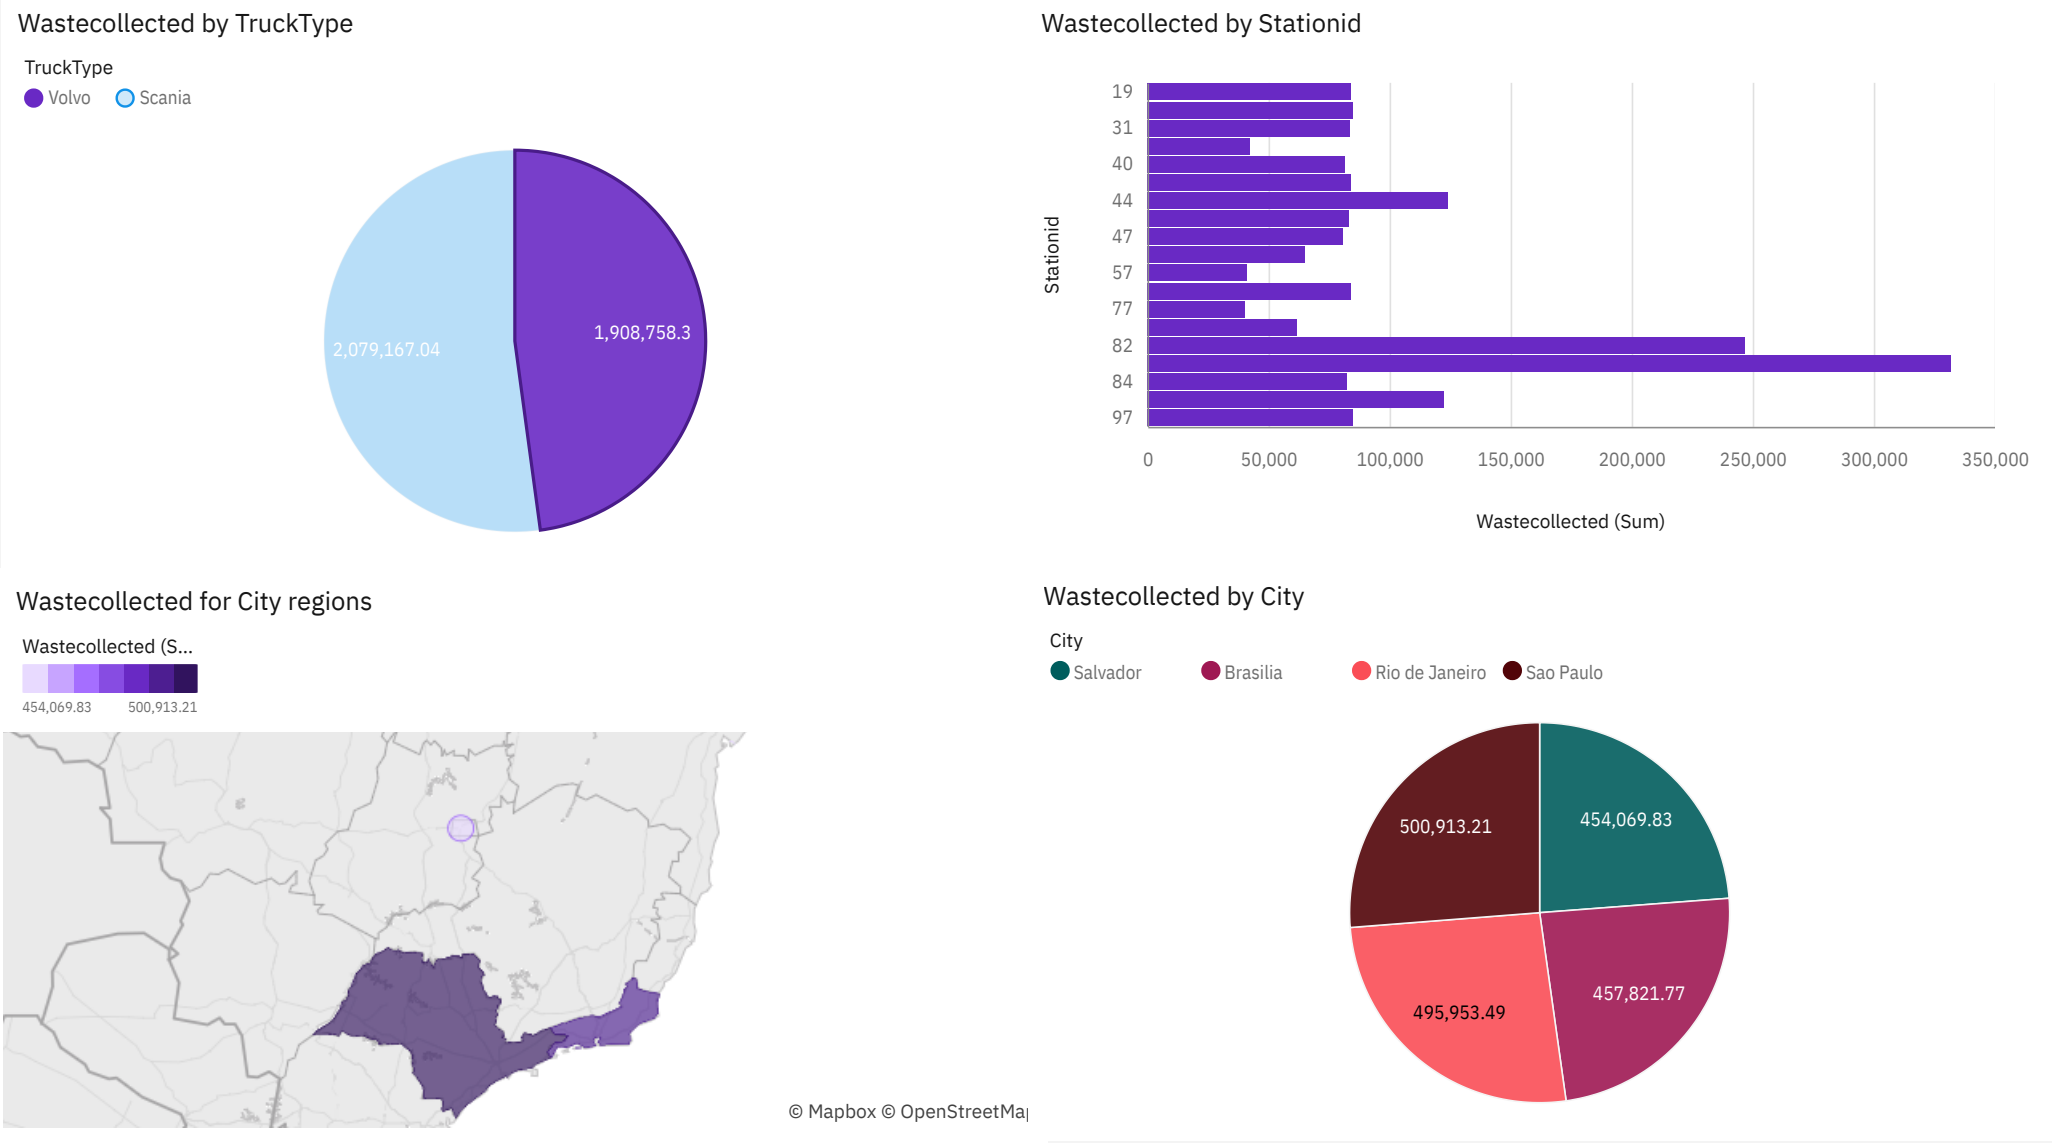 Wastecollected by TruckType
TruckType
Volvo Scania
2,079,167.04
1,908,758.3
Wastecollected by Stationid
Stationid
19
31
40
44
47
57
77
82
84
97
0 50,000 100,000 150,000 200,000 250,000 300,000 350,000
Wastecollected (Sum)
Wastecollected for City regions
Wastecollected (S...
454,069.83 500,913.21
© Mapbox © OpenStreetMap
Wastecollected by City
City
Salvador Brasilia Rio de Janeiro Sao Paulo
500,913.21
454,069.83
495,953.49
457,821.77